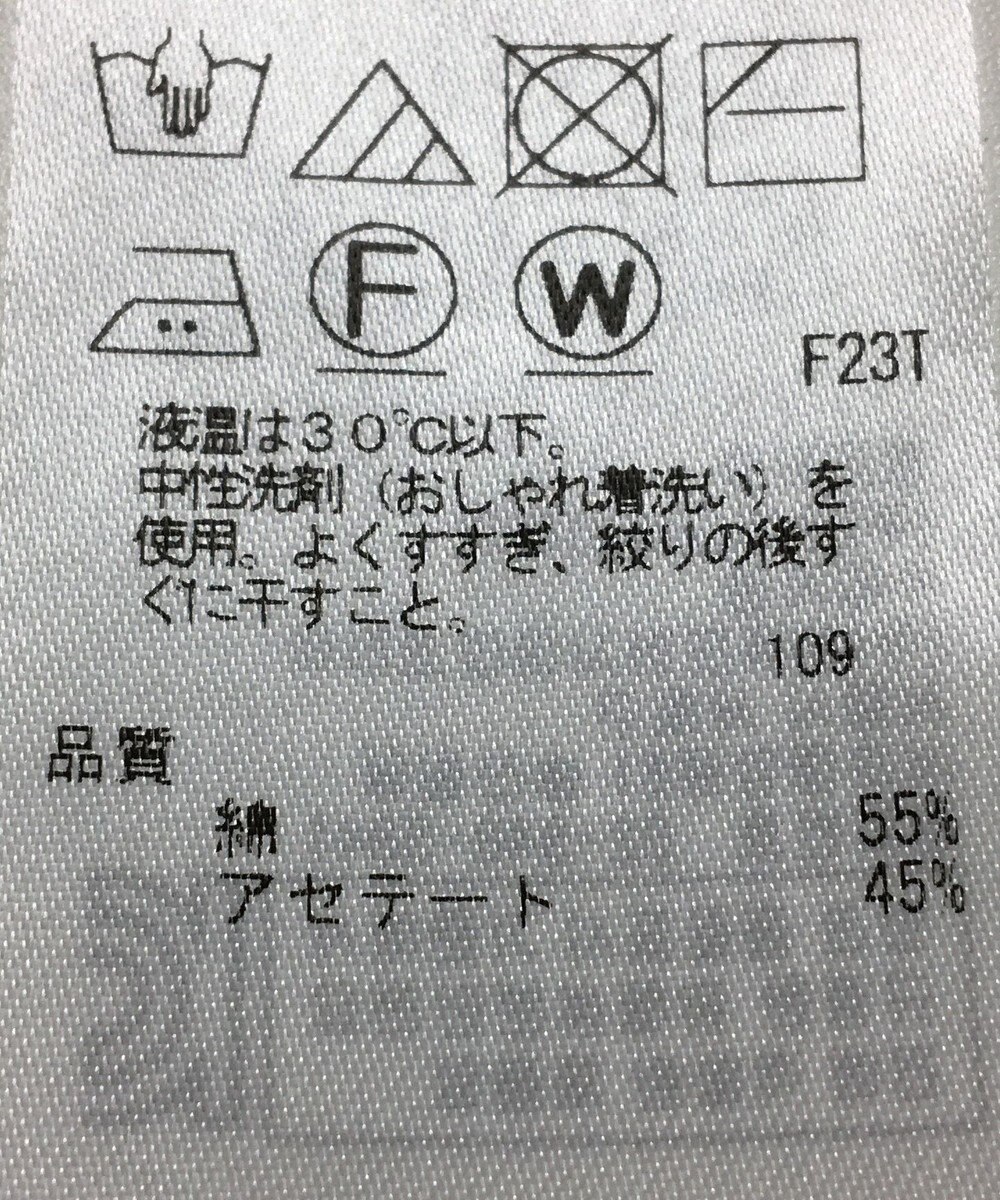 F
W
F23T
液温は30℃以下。
中性洗剤（おしゃれ着洗い）を
使用。よくすすぎ、絞りの後す
ぐに干すこと。
109
品質
綿 55%
アセテート 45%